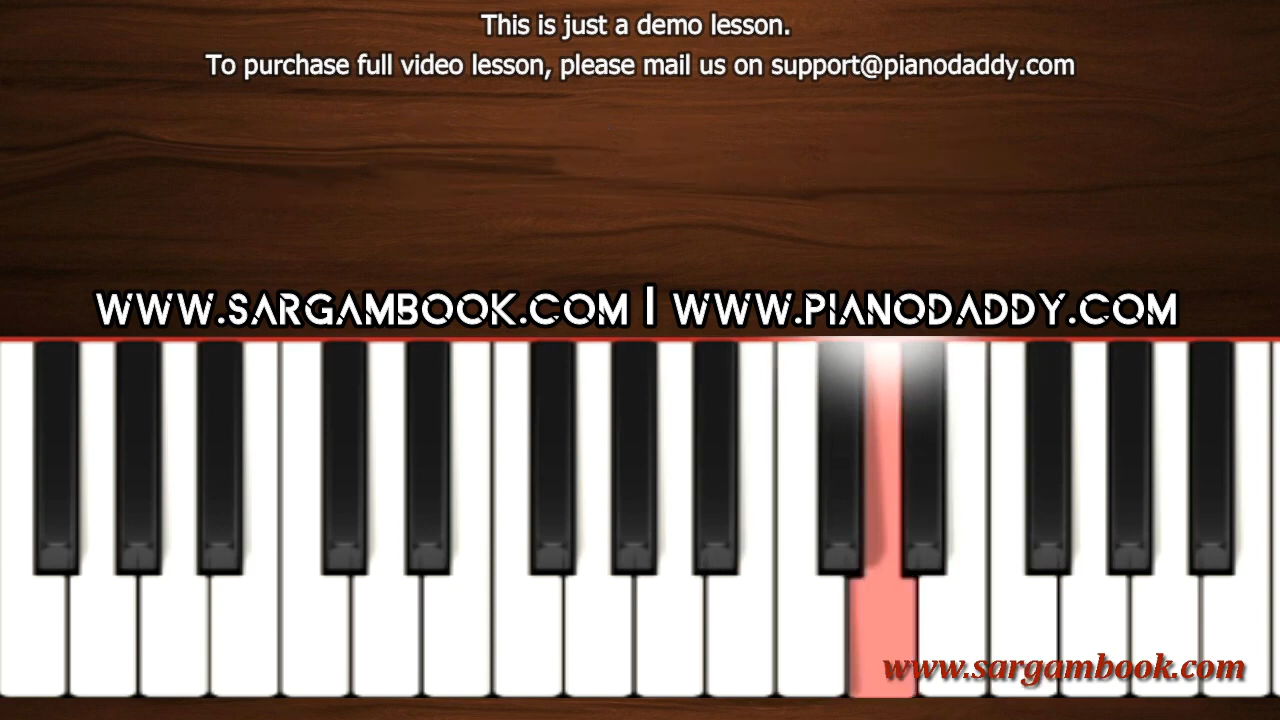 This is just a demo lesson.
To purchase full video lesson, please mail us on support@pianodaddy.com
WWW.SARGAMBOOK.COM | WWW.PIANODADDY.COM
www.sargambook.com